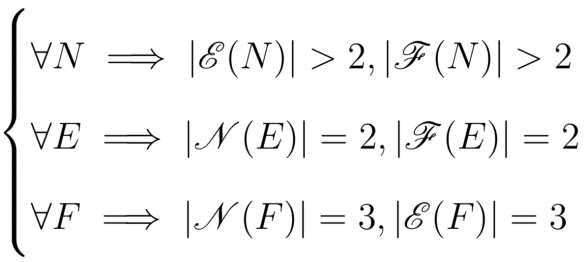 ∀N ⟹ |ℰ(N)| > 2, |ℱ(N)| > 2
∀E ⟹ |𝒩(E)| = 2, |ℱ(E)| = 2
∀F ⟹ |𝒩(F)| = 3, |ℰ(F)| = 3